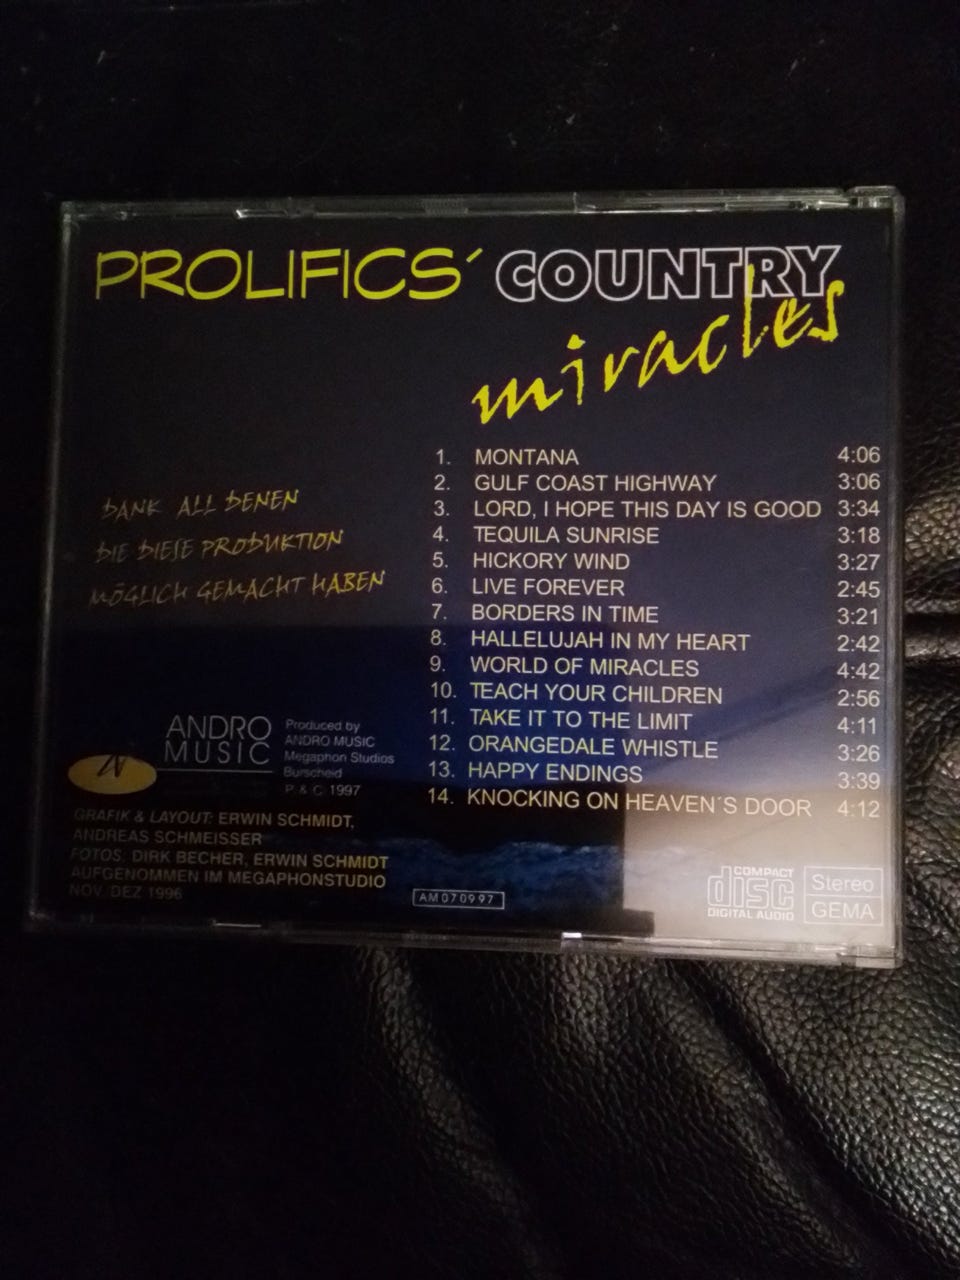 PROLIFICS´ COUNTRY
miracles
1. MONTANA 4:06
2. GULF COAST HIGHWAY 3:06
3. LORD, I HOPE THIS DAY IS GOOD 3:34
4. TEQUILA SUNRISE 3:18
5. HICKORY WIND 3:27
6. LIVE FOREVER 2:45
7. BORDERS IN TIME 3:21
8. HALLELUJAH IN MY HEART 2:42
9. WORLD OF MIRACLES 4:42
10. TEACH YOUR CHILDREN 2:56
11. TAKE IT TO THE LIMIT 4:11
12. ORANGEDALE WHISTLE 3:26
13. HAPPY ENDINGS 3:39
14. KNOCKING ON HEAVEN´S DOOR 4:12
DANK ALL DENEN
DIE DIESE PRODUKTION
MÖGLICH GEMACHT HABEN
ANDRO
MUSIC
Produced by
ANDRO MUSIC
Megaphon Studios
Burscheid
P. & C. 1997
GRAFIK & LAYOUT: ERWIN SCHMIDT,
ANDREAS SCHMEISSER
FOTOS: DIRK BECHER, ERWIN SCHMIDT
AUFGENOMMEN IM MEGAPHONSTUDIO
NOV./DEZ 1996
AM 07 09 97
COMPACT
disc
DIGITAL AUDIO
Stereo
GEMA